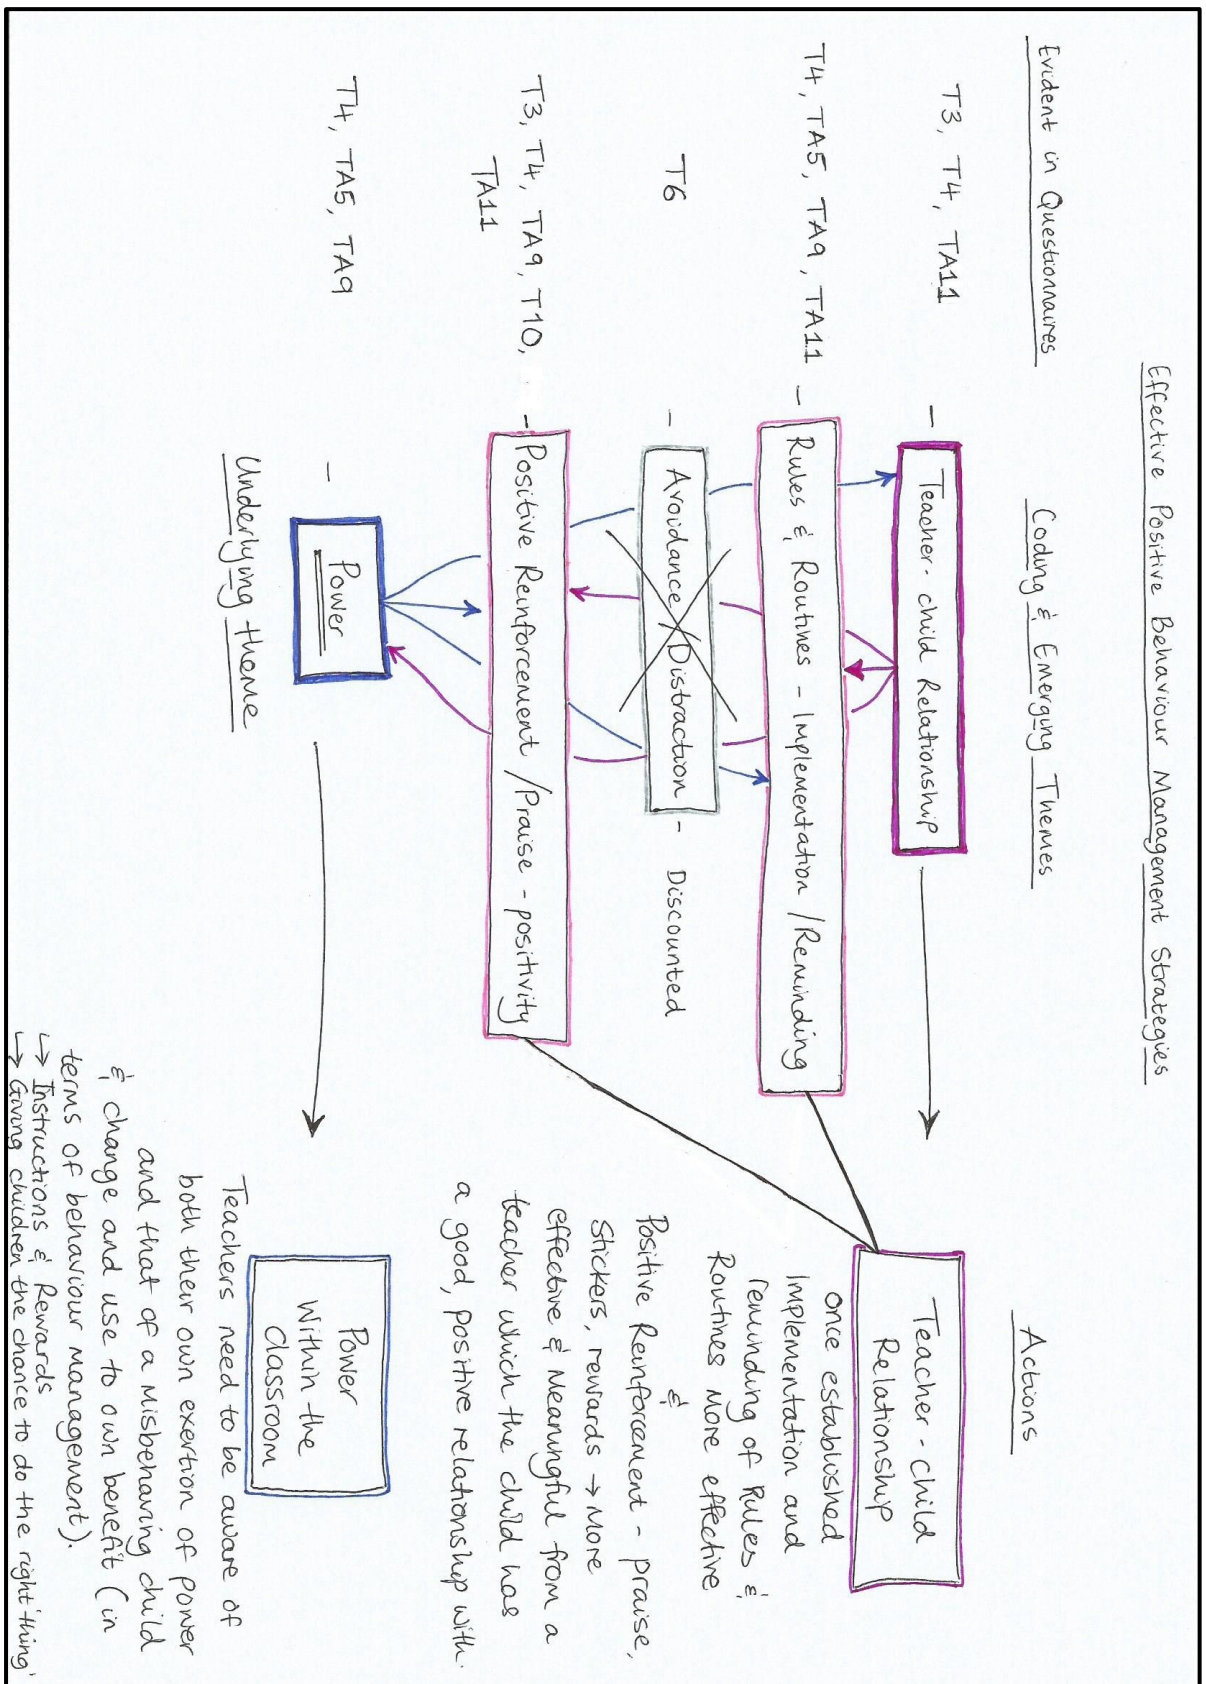 Effective Positive Behaviour Management Strategies
Evident in Questionnaires
Coding & Emerging Themes
Actions
T3, T4, TA11
- Teacher-child Relationship
T4, TA5, TA9, TA11
- Rules & Routines - Implementation / Reminding
T6
- Avoidance / Distraction - Discounted
T3, T4, TA9, T10,
TA11
- Positive Reinforcement / Praise - positivity
T4, TA5, TA9
- Power
Underlying theme
Teacher-child
Relationship
once established
Implementation and
reminding of Rules &
Routines More effective
&
Positive Reinforcement - praise,
Stickers, rewards → More
effective & Meaningful from a
teacher which the child has
a good, positive relationship with.
Power
Within the
Classroom
Teachers need to be aware of
both their own exertion of power
and that of a misbehaving child
& change and use to own benefit (in
terms of behaviour management).
↳ Instructions & Rewards
↳ Giving children the chance to do the right 'thing'